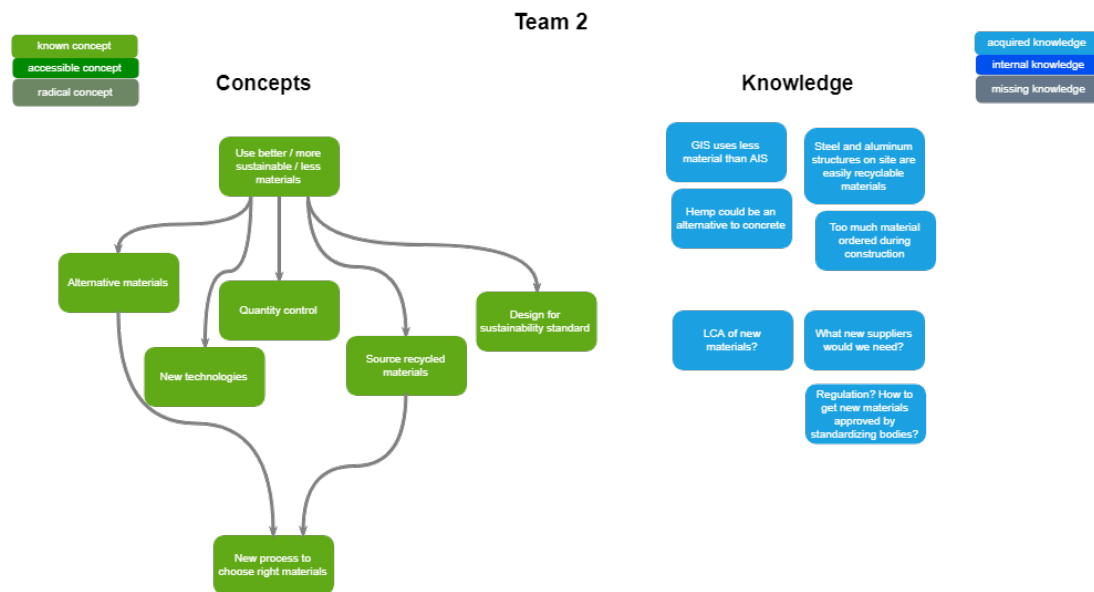 Team 2
known concept
accessible concept
radical concept
acquired knowledge
internal knowledge
missing knowledge
Concepts
Knowledge
Use better / more
sustainable / less
materials
Alternative materials
Quantity control
New technologies
Source recycled
materials
Design for
sustainability standard
New process to
choose right materials
GIS uses less
material than AIS
Steel and aluminum
structures on site are
easily recyclable
materials
Hemp could be an
alternative to concrete
Too much material
ordered during
construction
LCA of new
materials?
What new suppliers
would we need?
Regulation? How to
get new materials
approved by
standardizing bodies?